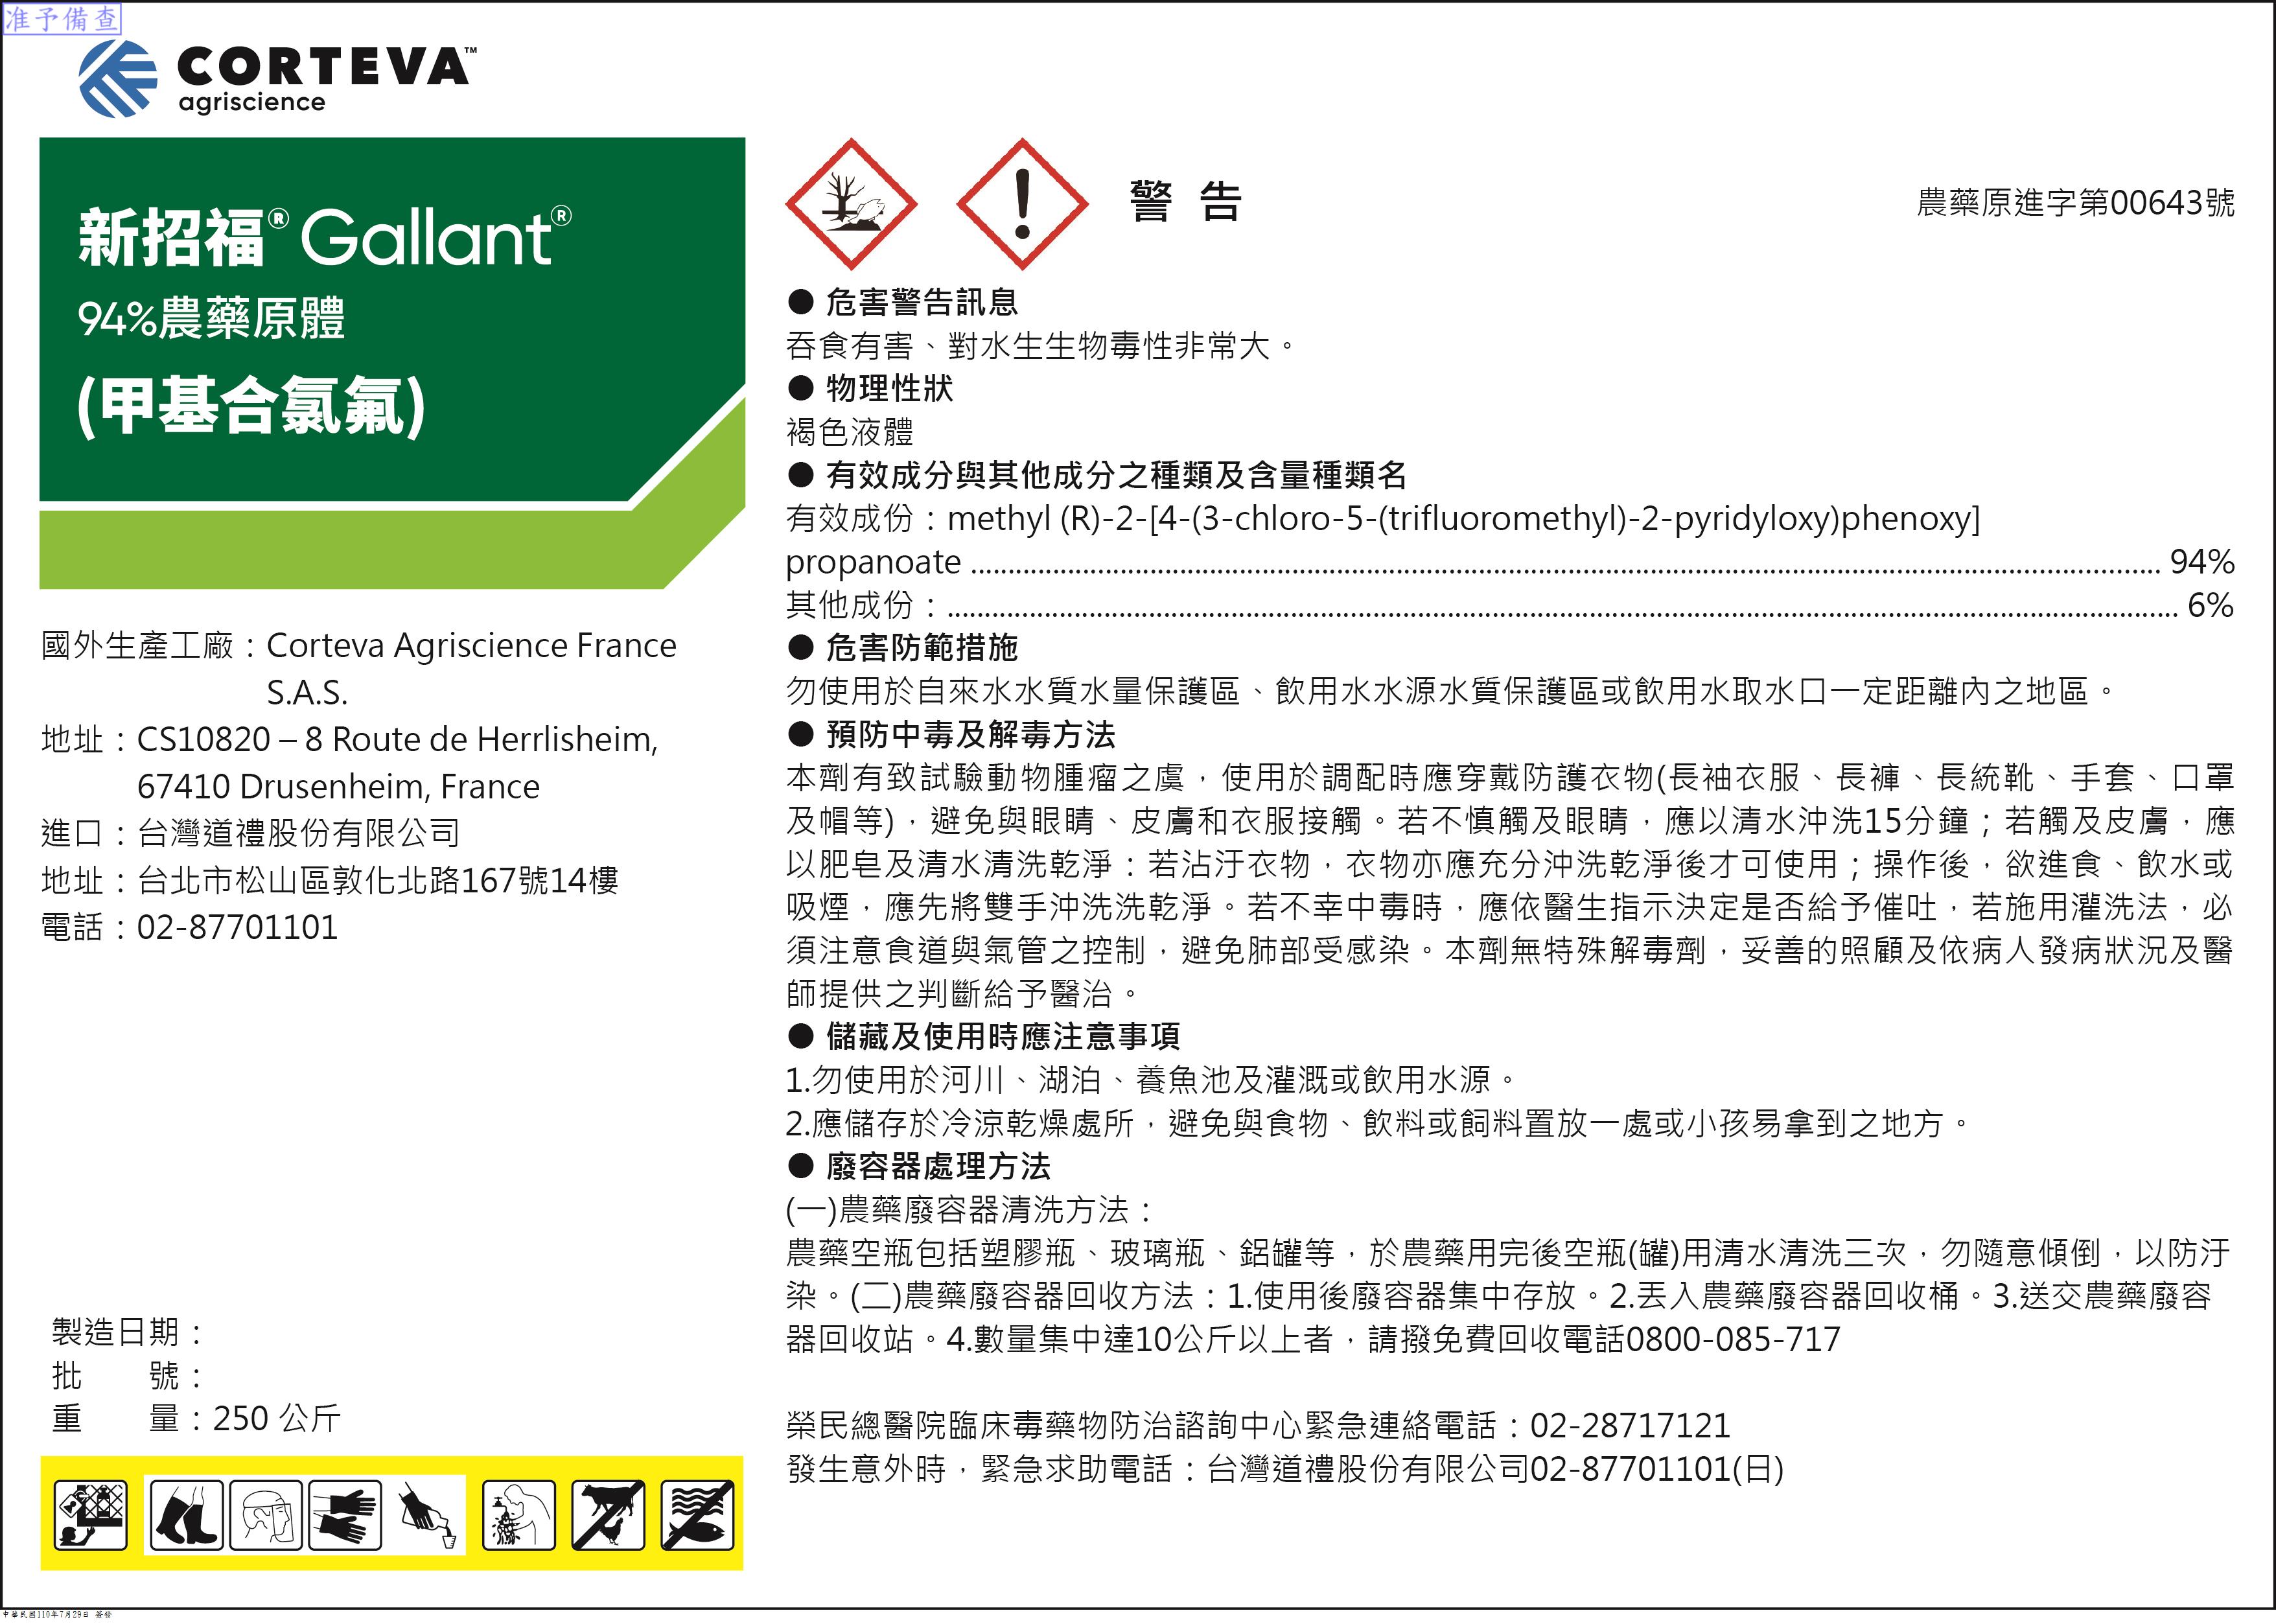 准予備查
CORTEVA™
agriscience
新招福® Gallant®
94%農藥原體
(甲基合氯氟)
國外生產工廠：Corteva Agriscience France
S.A.S.
地址：CS10820 – 8 Route de Herrlisheim,
67410 Drusenheim, France
進口：台灣道禮股份有限公司
地址：台北市松山區敦化北路167號14樓
電話：02-87701101
製造日期：
批　　號：
重　　量：250 公斤
警 告
農藥原進字第00643號
● 危害警告訊息
吞食有害、對水生生物毒性非常大。
● 物理性狀
褐色液體
● 有效成分與其他成分之種類及含量種類名
有效成份：methyl (R)-2-[4-(3-chloro-5-(trifluoromethyl)-2-pyridyloxy)phenoxy]
propanoate ........................................ 94%
其他成份：........................................ 6%
● 危害防範措施
勿使用於自來水水質水量保護區、飲用水水源水質保護區或飲用水取水口一定距離內之地區。
● 預防中毒及解毒方法
本劑有致試驗動物腫瘤之虞，使用於調配時應穿戴防護衣物(長袖衣服、長褲、長統靴、手套、口罩
及帽等)，避免與眼睛、皮膚和衣服接觸。若不慎觸及眼睛，應以清水沖洗15分鐘；若觸及皮膚，應
以肥皂及清水清洗乾淨：若沾汙衣物，衣物亦應充分沖洗乾淨後才可使用；操作後，欲進食、飲水或
吸煙，應先將雙手沖洗洗乾淨。若不幸中毒時，應依醫生指示決定是否給予催吐，若施用灌洗法，必
須注意食道與氣管之控制，避免肺部受感染。本劑無特殊解毒劑，妥善的照顧及依病人發病狀況及醫
師提供之判斷給予醫治。
● 儲藏及使用時應注意事項
1.勿使用於河川、湖泊、養魚池及灌溉或飲用水源。
2.應儲存於冷涼乾燥處所，避免與食物、飲料或飼料置放一處或小孩易拿到之地方。
● 廢容器處理方法
(一)農藥廢容器清洗方法：
農藥空瓶包括塑膠瓶、玻璃瓶、鋁罐等，於農藥用完後空瓶(罐)用清水清洗三次，勿隨意傾倒，以防汙
染。(二)農藥廢容器回收方法：1.使用後廢容器集中存放。2.丟入農藥廢容器回收桶。3.送交農藥廢容
器回收站。4.數量集中達10公斤以上者，請撥免費回收電話0800-085-717
榮民總醫院臨床毒藥物防治諮詢中心緊急連絡電話：02-28717121
發生意外時，緊急求助電話：台灣道禮股份有限公司02-87701101(日)
中華民國110年7月29日 簽發